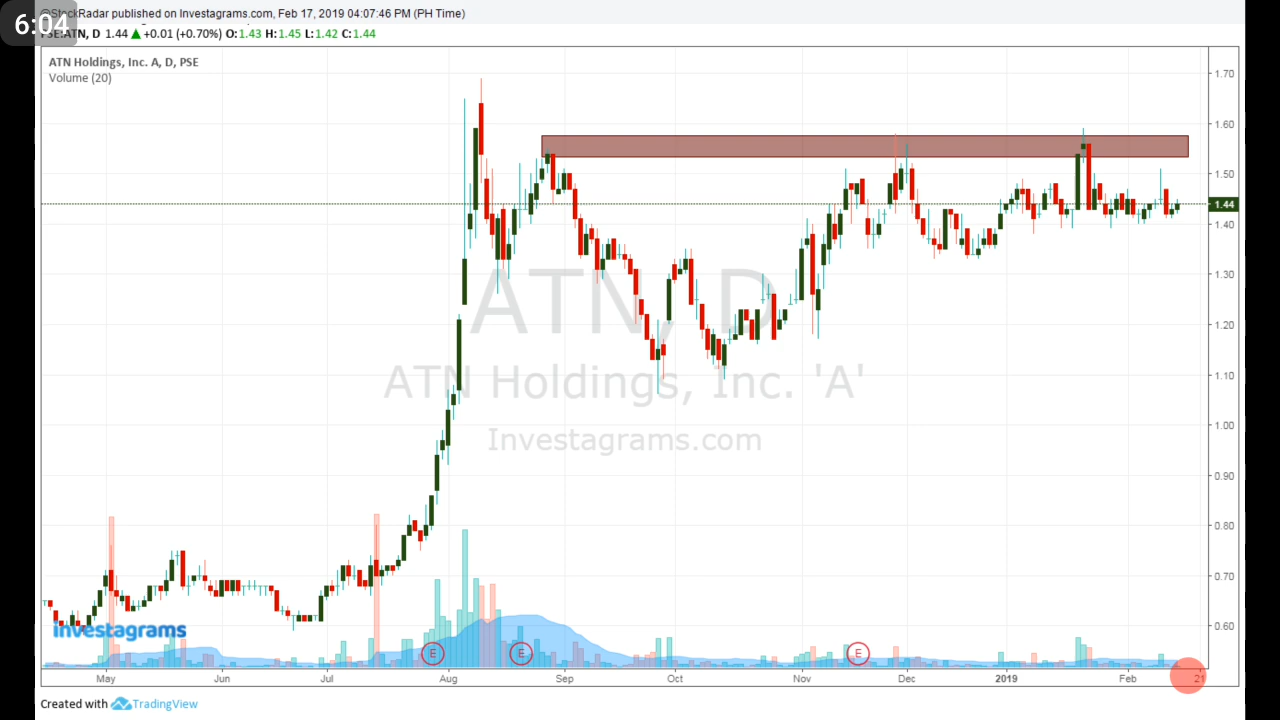 6:04
@StockRadar published on Investagrams.com, Feb 17, 2019 04:07:46 PM (PH Time)
PSE:ATN, D 1.44 ▲ +0.01 (+0.70%) O:1.43 H:1.45 L:1.42 C:1.44
ATN Holdings, Inc. A, D, PSE
Volume (20)
1.70
1.60
1.50
1.44
1.40
1.30
1.20
1.10
1.00
0.90
0.80
0.70
0.60
ATN, D
ATN Holdings, Inc. 'A'
Investagrams.com
Investagrams
E E E
May Jun Jul Aug Sep Oct Nov Dec 2019 Feb 21
Created with TradingView